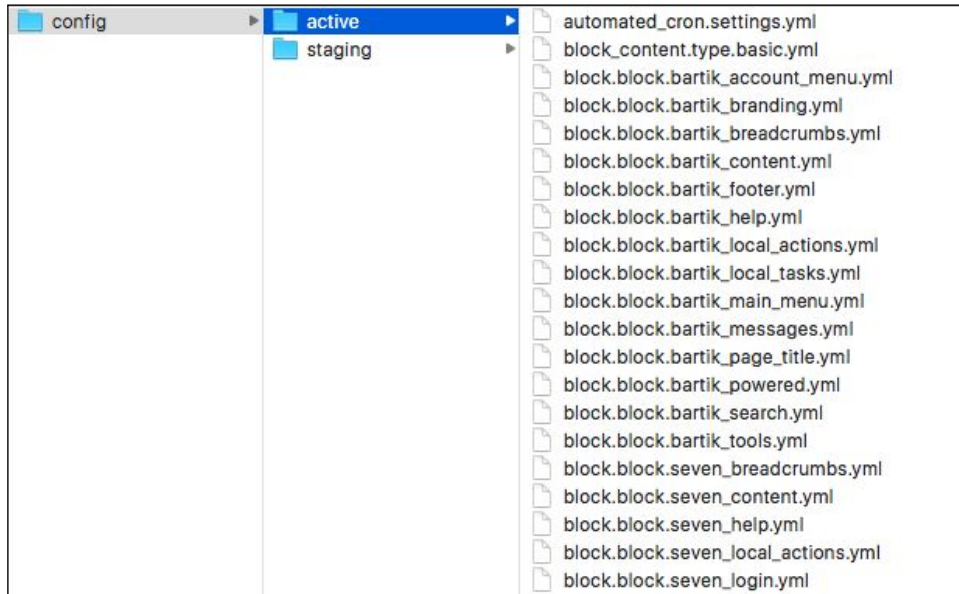 config
active
staging
automated_cron.settings.yml
block_content.type.basic.yml
block.block.bartik_account_menu.yml
block.block.bartik_branding.yml
block.block.bartik_breadcrumbs.yml
block.block.bartik_content.yml
block.block.bartik_footer.yml
block.block.bartik_help.yml
block.block.bartik_local_actions.yml
block.block.bartik_local_tasks.yml
block.block.bartik_main_menu.yml
block.block.bartik_messages.yml
block.block.bartik_page_title.yml
block.block.bartik_powered.yml
block.block.bartik_search.yml
block.block.bartik_tools.yml
block.block.seven_breadcrumbs.yml
block.block.seven_content.yml
block.block.seven_help.yml
block.block.seven_local_actions.yml
block.block.seven_login.yml